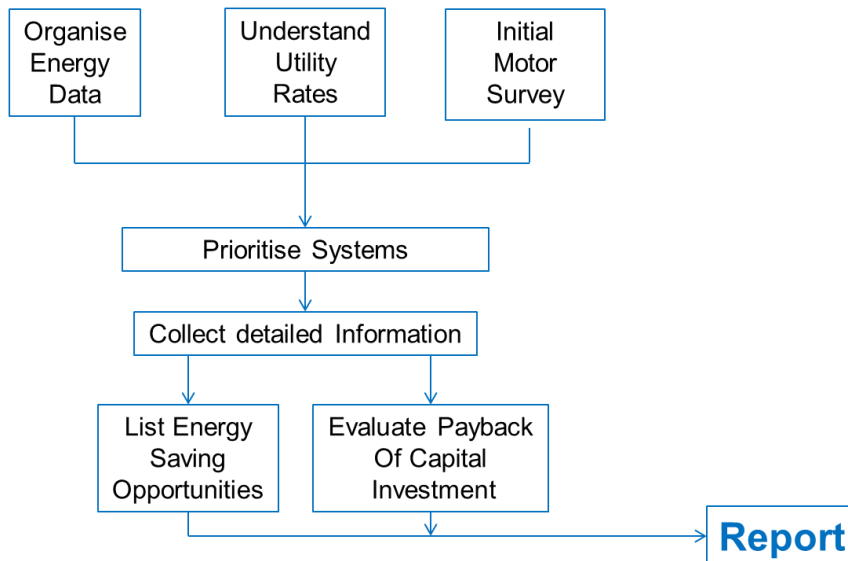 Organise
Energy
Data
Understand
Utility
Rates
Initial
Motor
Survey
Prioritise Systems
Collect detailed Information
List Energy
Saving
Opportunities
Evaluate Payback
Of Capital
Investment
Report